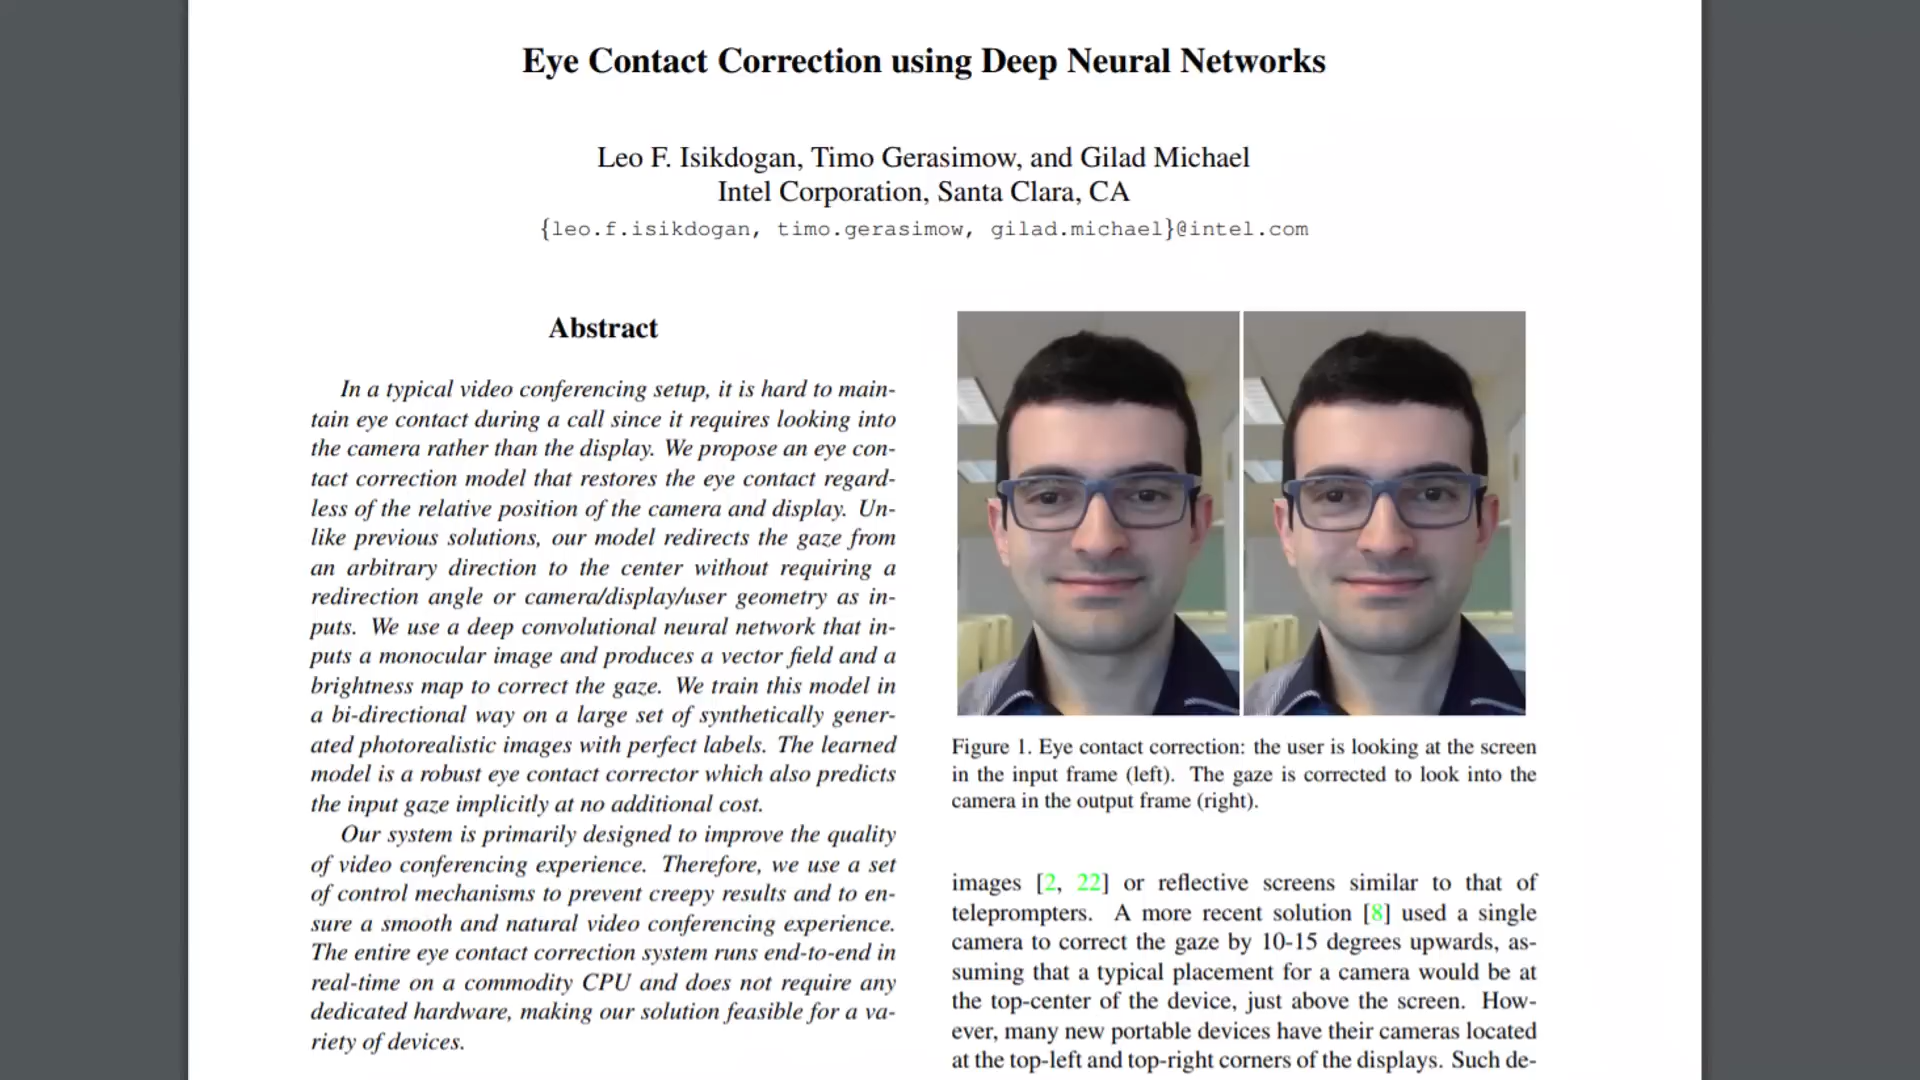 Eye Contact Correction using Deep Neural Networks
Leo F. Isikdogan, Timo Gerasimow, and Gilad Michael
Intel Corporation, Santa Clara, CA
{leo.f.isikdogan, timo.gerasimow, gilad.michael}@intel.com
Abstract
In a typical video conferencing setup, it is hard to main-
tain eye contact during a call since it requires looking into
the camera rather than the display. We propose an eye con-
tact correction model that restores the eye contact regard-
less of the relative position of the camera and display. Un-
like previous solutions, our model redirects the gaze from
an arbitrary direction to the center without requiring a
redirection angle or camera/display/user geometry as in-
puts. We use a deep convolutional neural network that in-
puts a monocular image and produces a vector field and a
brightness map to correct the gaze. We train this model in
a bi-directional way on a large set of synthetically gener-
ated photorealistic images with perfect labels. The learned
model is a robust eye contact corrector which also predicts
the input gaze implicitly at no additional cost.
Our system is primarily designed to improve the quality
of video conferencing experience. Therefore, we use a set
of control mechanisms to prevent creepy results and to en-
sure a smooth and natural video conferencing experience.
The entire eye contact correction system runs end-to-end in
real-time on a commodity CPU and does not require any
dedicated hardware, making our solution feasible for a va-
riety of devices.
Figure 1. Eye contact correction: the user is looking at the screen
in the input frame (left). The gaze is corrected to look into the
camera in the output frame (right).
images [2, 22] or reflective screens similar to that of
teleprompters. A more recent solution [8] used a single
camera to correct the gaze by 10-15 degrees upwards, as-
suming that a typical placement for a camera would be at
the top-center of the device, just above the screen. How-
ever, many new portable devices have their cameras located
at the top-left and top-right corners of the displays. Such de-